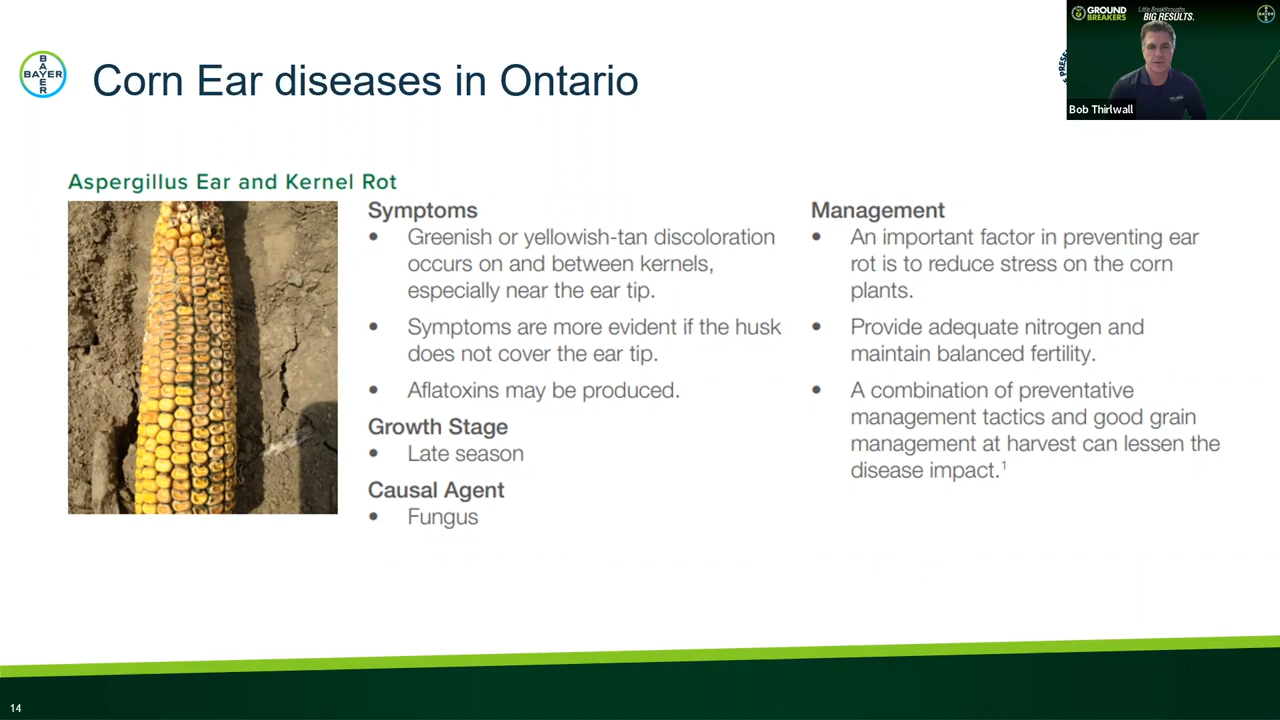 GROUND
BREAKERS
Little Breakthroughs.
BIG RESULTS.
BAYER
BAYER
Corn Ear diseases in Ontario
Bob Thirlwall
Aspergillus Ear and Kernel Rot
Symptoms
• Greenish or yellowish-tan discoloration
occurs on and between kernels,
especially near the ear tip.
• Symptoms are more evident if the husk
does not cover the ear tip.
• Aflatoxins may be produced.
Growth Stage
• Late season
Causal Agent
• Fungus
Management
• An important factor in preventing ear
rot is to reduce stress on the corn
plants.
• Provide adequate nitrogen and
maintain balanced fertility.
• A combination of preventative
management tactics and good grain
management at harvest can lessen the
disease impact.¹
14